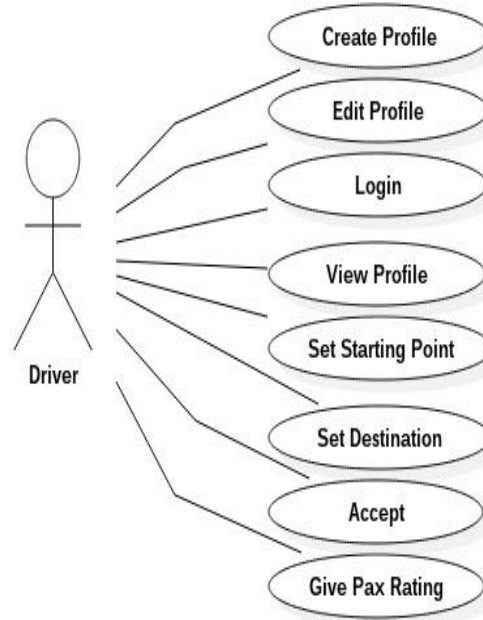 Create Profile
Edit Profile
Login
View Profile
Set Starting Point
Driver
Set Destination
Accept
Give Pax Rating